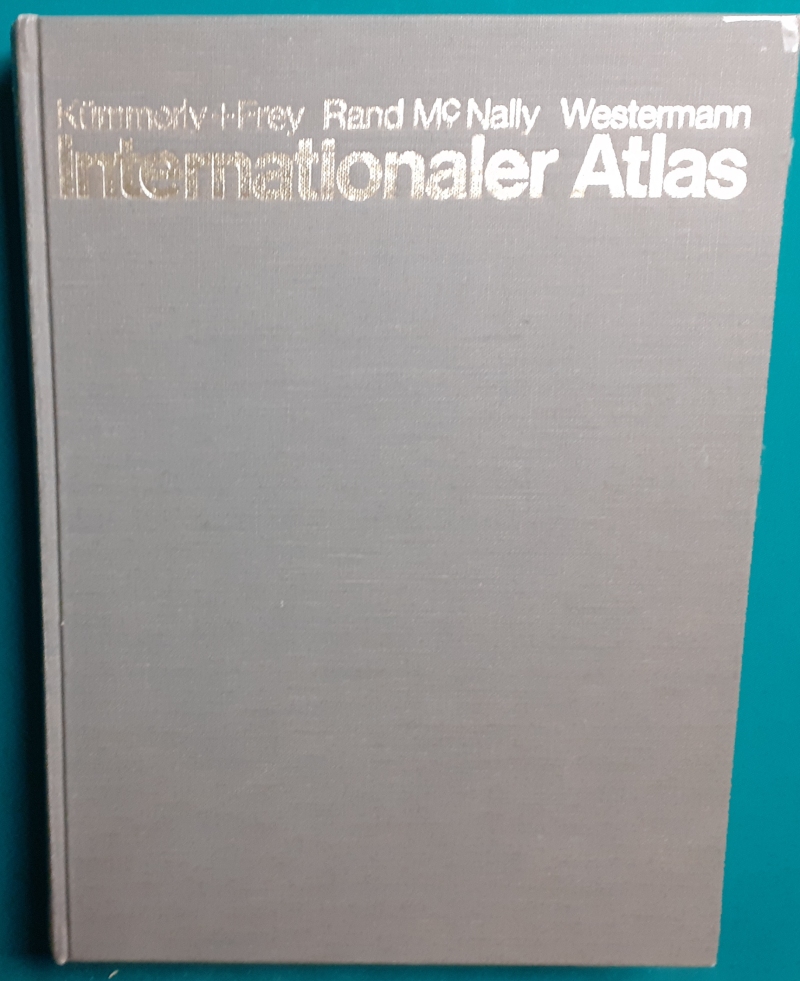 Kümmerly+Frey Rand McNally Westermann
Internationaler Atlas